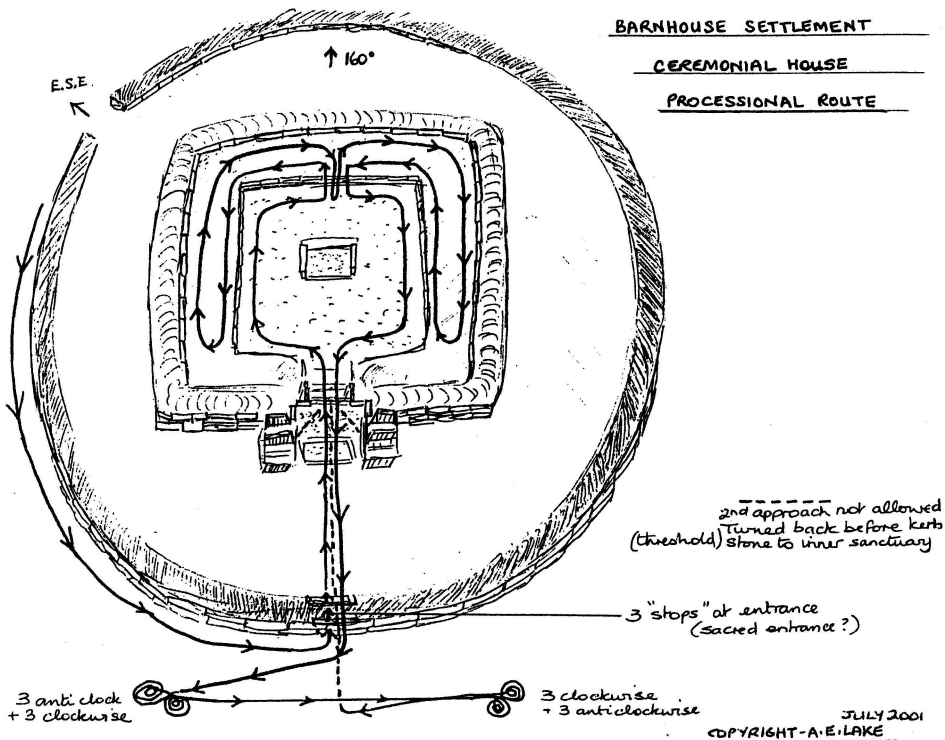 BARNHOUSE SETTLEMENT
CEREMONIAL HOUSE
PROCESSIONAL ROUTE
160°
E.S.E.
2nd approach not allowed
Turned back before kerb
(threshold) stone to inner sanctuary
3 "stops" at entrance
(sacred entrance?)
3 anti clock
+ 3 clockwise
3 clockwise
+ 3 anticlockwise
JULY 2001
COPYRIGHT - A.E. LAKE